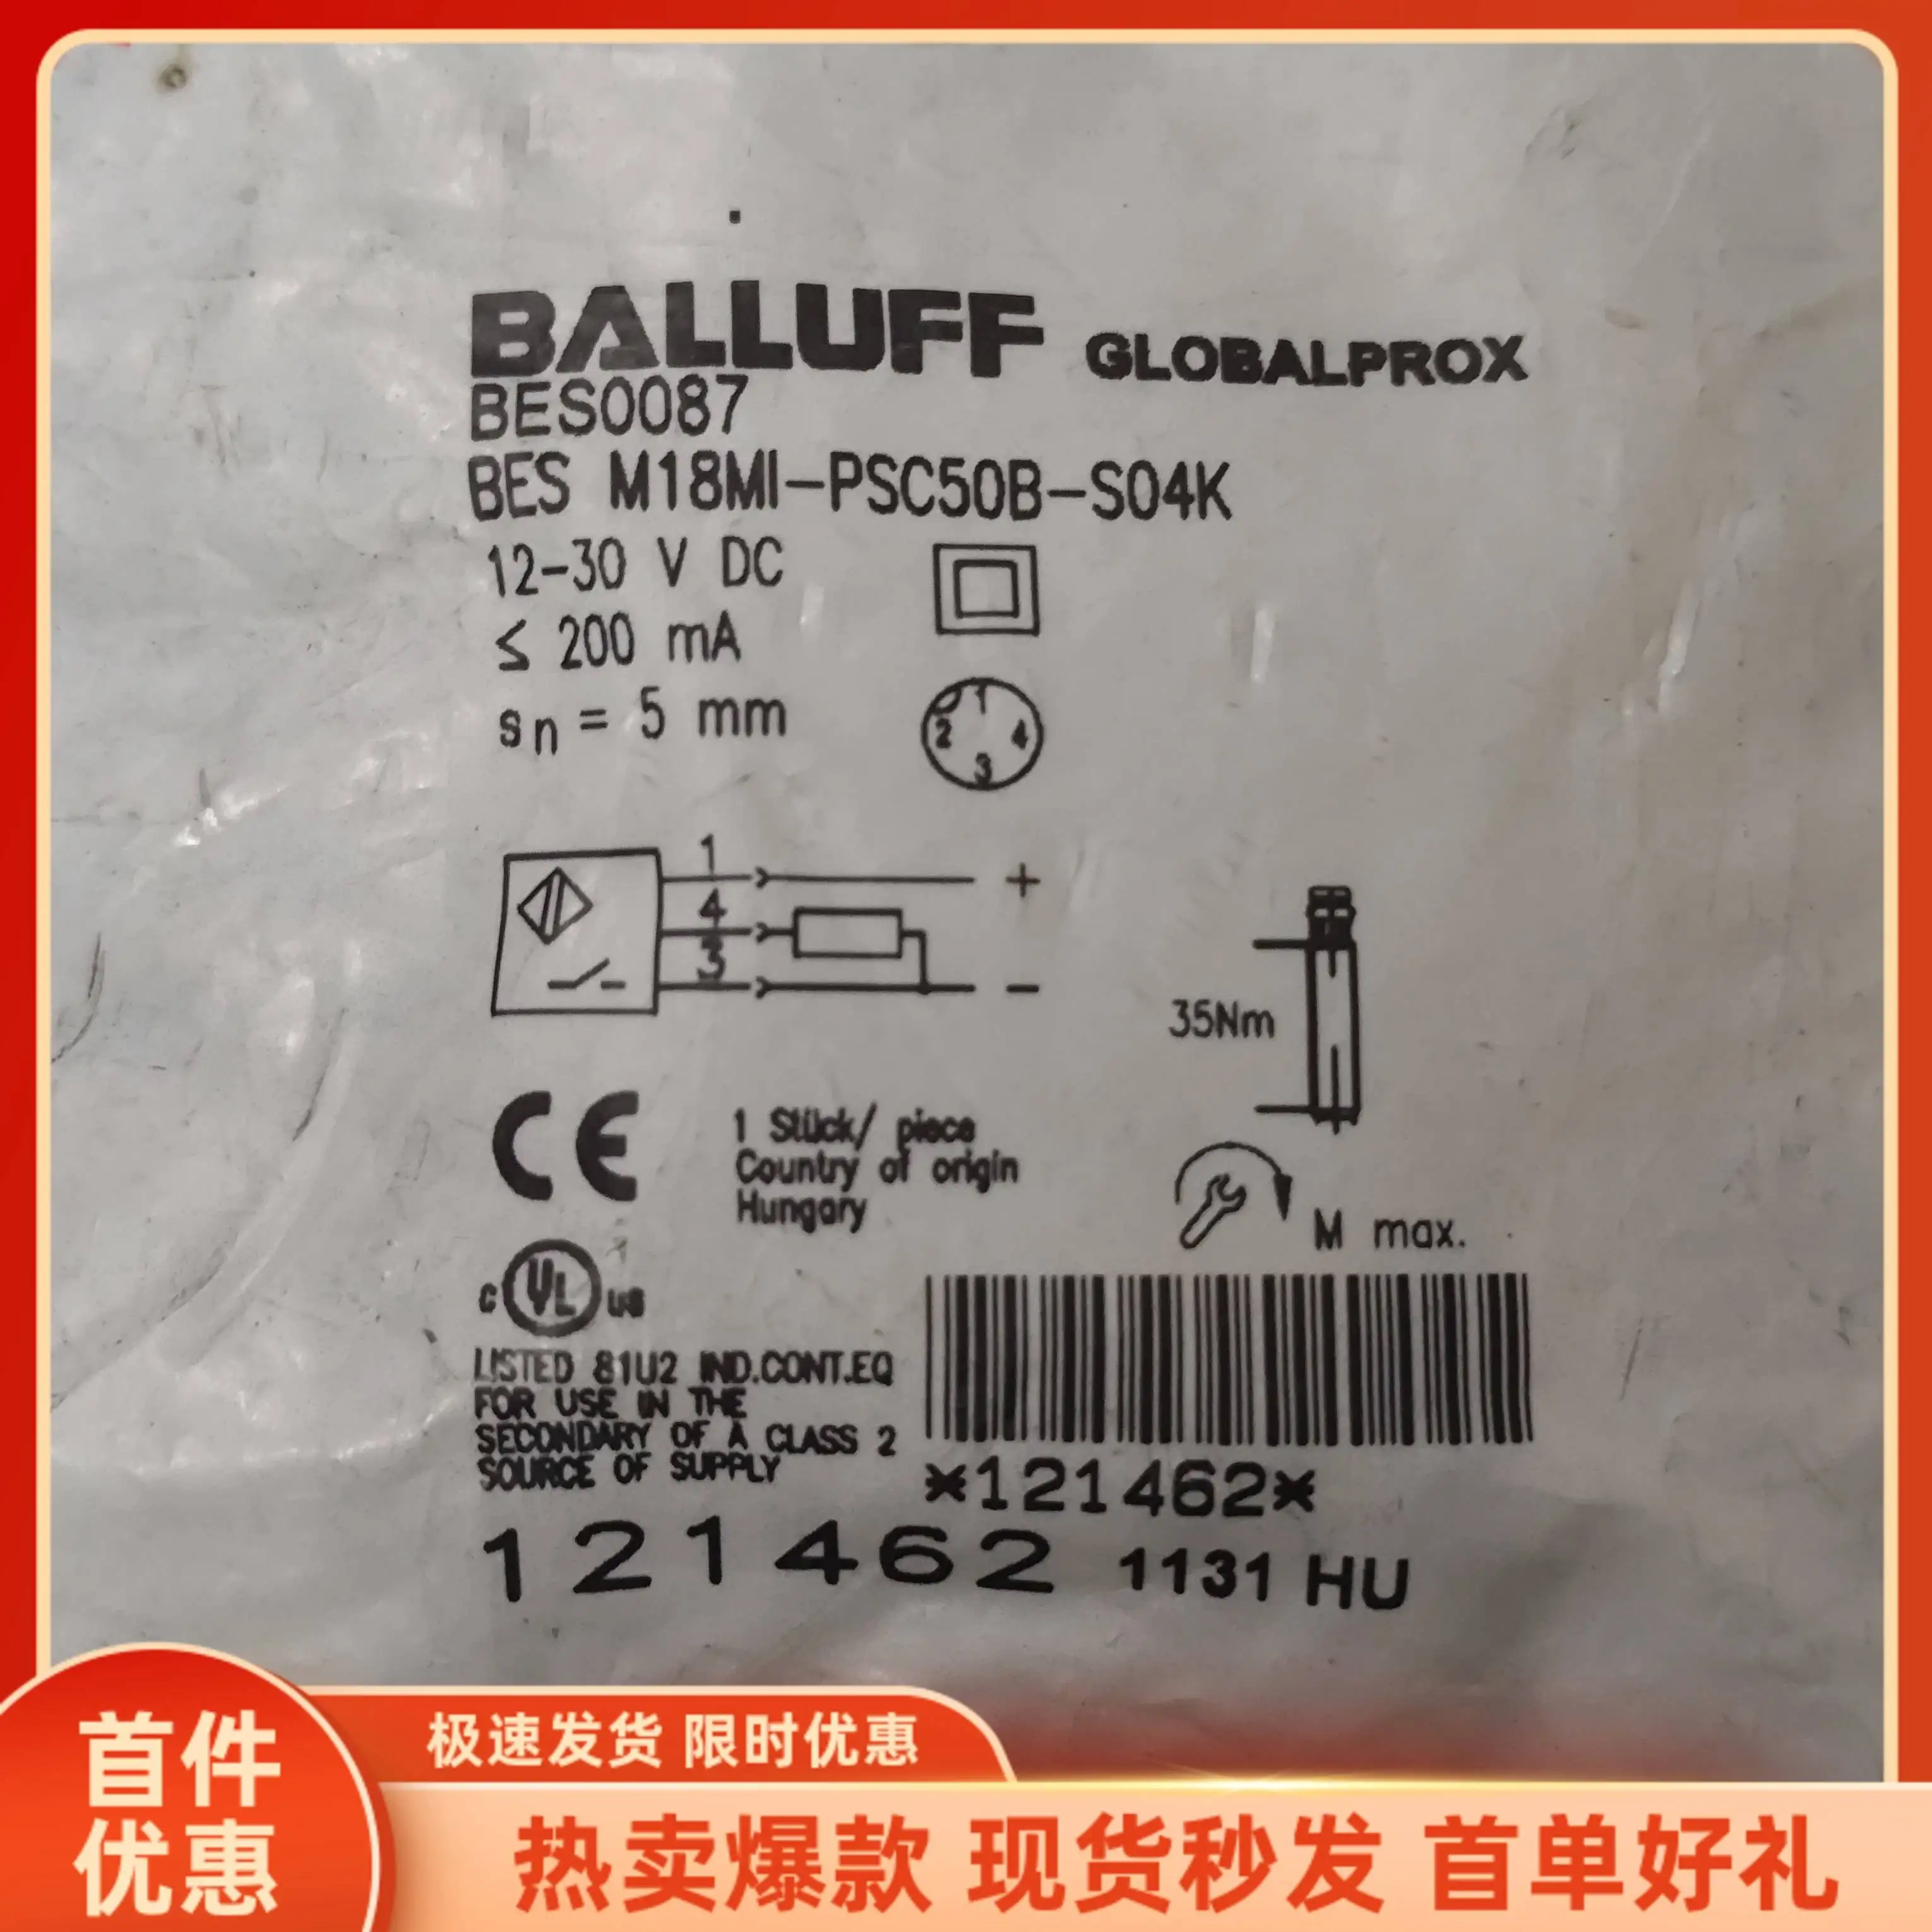 BALLUFF GLOBALPROX
BES0087
BES M18MI-PSC50B-S04K
12-30 V DC
≤ 200 mA
sn = 5 mm
1
2 4
3
1 +
4
3 -
35Nm
CE
1 Stück/ piece
Country of origin
Hungary
M max.
c UL us
LISTED 81U2 IND.CONT.EQ
FOR USE IN THE
SECONDARY OF A CLASS 2
SOURCE OF SUPPLY
*121462*
121462 1131 HU
首件
优惠
极速发货 限时优惠
热卖爆款 现货秒发 首单好礼